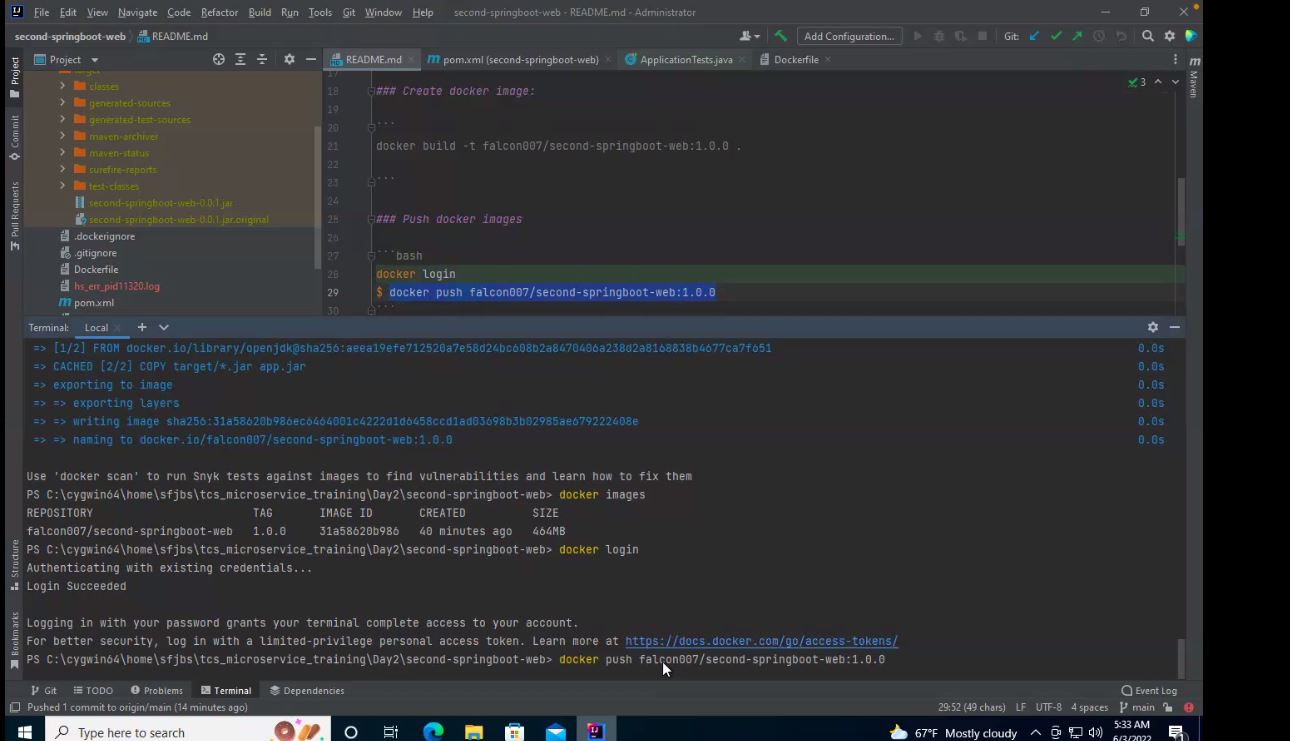 File Edit View Navigate Code Refactor Build Run Tools Git Window Help second-springboot-web - README.md - Administrator
second-springboot-web README.md Add Configuration... Git:
Project README.md pom.xml (second-springboot-web) ApplicationTests.java Dockerfile
Project
Commit
Pull Requests
Structure
Bookmarks
Maven
target
classes
generated-sources
generated-test-sources
maven-archiver
maven-status
surefire-reports
test-classes
second-springboot-web-0.0.1.jar
second-springboot-web-0.0.1.jar.original
.dockerignore
.gitignore
Dockerfile
hs_err_pid11320.log
pom.xml
3
17
18 ### Create docker image:
19
20 ```
21 docker build -t falcon007/second-springboot-web:1.0.0 .
22
23 ```
24
28 ### Push docker images
26
27 ```bash
28 docker login
29 $ docker push falcon007/second-springboot-web:1.0.0
30 ```
Terminal: Local
=> [1/2] FROM docker.io/library/openjdk@sha256:aeea19efe712520a7e58d24bc608b2a8470406a238d2a8168838b4677ca7f651 0.0s
=> CACHED [2/2] COPY target/*.jar app.jar 0.0s
=> exporting to image 0.0s
=> => exporting layers 0.0s
=> => writing image sha256:31a58620b986ec6464001c4222d1d6458ccd1ad03698b3b02985ae679222408e 0.0s
=> => naming to docker.io/falcon007/second-springboot-web:1.0.0 0.0s
Use 'docker scan' to run Snyk tests against images to find vulnerabilities and learn how to fix them
PS C:\cygwin64\home\sfjbs\tcs_microservice_training\Day2\second-springboot-web> docker images
REPOSITORY TAG IMAGE ID CREATED SIZE
falcon007/second-springboot-web 1.0.0 31a58620b986 40 minutes ago 464MB
PS C:\cygwin64\home\sfjbs\tcs_microservice_training\Day2\second-springboot-web> docker login
Authenticating with existing credentials...
Login Succeeded
Logging in with your password grants your terminal complete access to your account.
For better security, log in with a limited-privilege personal access token. Learn more at https://docs.docker.com/go/access-tokens/
PS C:\cygwin64\home\sfjbs\tcs_microservice_training\Day2\second-springboot-web> docker push falcon007/second-springboot-web:1.0.0
Git TODO Problems Terminal Dependencies Event Log
Pushed 1 commit to origin/main (14 minutes ago) 29:52 (49 chars) LF UTF-8 4 spaces main
Type here to search 67°F Mostly cloudy 5:33 AM
6/3/2022 1